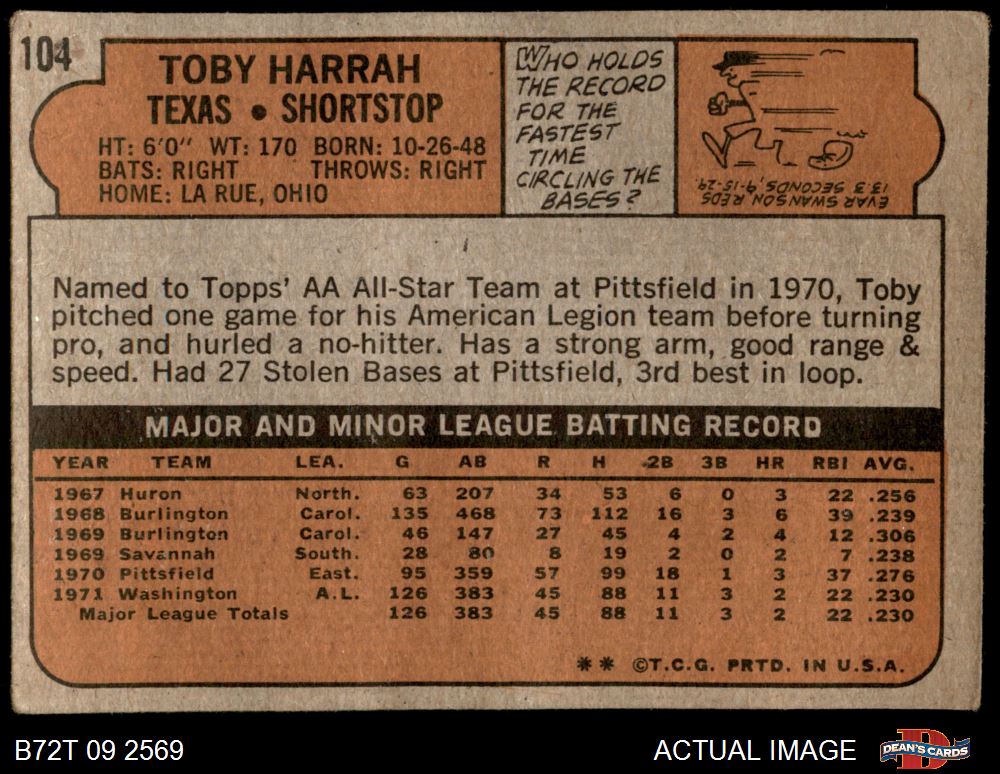 104
TOBY HARRAH
TEXAS • SHORTSTOP
HT: 6'0" WT: 170 BORN: 10-26-48
BATS: RIGHT THROWS: RIGHT
HOME: LA RUE, OHIO
WHO HOLDS
THE RECORD
FOR THE
FASTEST
TIME
CIRCLING THE
BASES?
EVAR SWANSON REDS
13.3 SECONDS, 9-15-29.
Named to Topps' AA All-Star Team at Pittsfield in 1970, Toby
pitched one game for his American Legion team before turning
pro, and hurled a no-hitter. Has a strong arm, good range &
speed. Had 27 Stolen Bases at Pittsfield, 3rd best in loop.
MAJOR AND MINOR LEAGUE BATTING RECORD
YEAR TEAM LEA. G AB R H 2B 3B HR RBI AVG.
1967 Huron North. 63 207 34 53 6 0 3 22 .256
1968 Burlington Carol. 135 468 73 112 16 3 6 39 .239
1969 Burlington Carol. 46 147 27 45 4 2 4 12 .306
1969 Savannah South. 28 80 8 19 2 0 2 7 .238
1970 Pittsfield East. 95 359 57 99 18 1 3 37 .276
1971 Washington A.L. 126 383 45 88 11 3 2 22 .230
Major League Totals 126 383 45 88 11 3 2 22 .230
** ©T.C.G. PRTD. IN U.S.A.
B72T 09 2569
ACTUAL IMAGE
DEAN'S CARDS